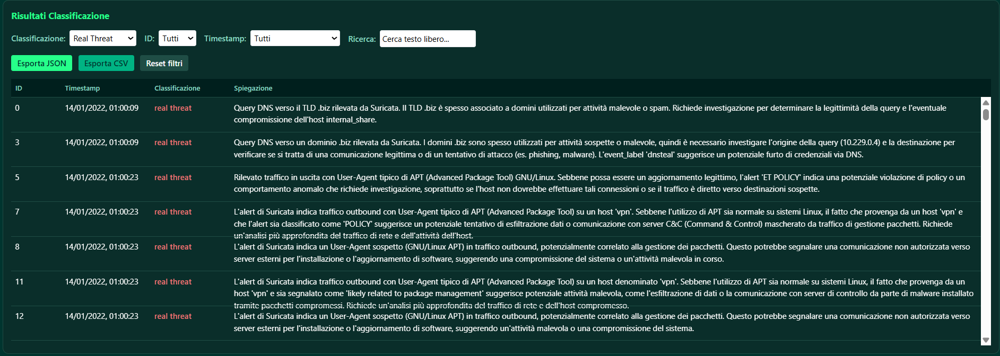 Risultati Classificazione
Classificazione: Real Threat ID: Tutti Timestamp: Tutti Ricerca: Cerca testo libero...
Esporta JSON Esporta CSV Reset filtri
ID Timestamp Classificazione Spiegazione
0 14/01/2022, 01:00:09 real threat Query DNS verso il TLD .biz rilevata da Suricata. Il TLD .biz è spesso associato a domini utilizzati per attività malevole o spam. Richiede investigazione per determinare la legittimità della query e l'eventuale
compromissione dell'host internal_share.
3 14/01/2022, 01:00:09 real threat Query DNS verso un dominio .biz rilevata da Suricata. I domini .biz sono spesso utilizzati per attività sospette o malevole, quindi è necessario investigare l'origine della query (10.229.0.4) e la destinazione per
verificare se si tratta di una comunicazione legittima o di un tentativo di attacco (es. phishing, malware). L'event_label 'dnsteal' suggerisce un potenziale furto di credenziali via DNS.
5 14/01/2022, 01:00:23 real threat Rilevato traffico in uscita con User-Agent tipico di APT (Advanced Package Tool) GNU/Linux. Sebbene possa essere un aggiornamento legittimo, l'alert 'ET POLICY' indica una potenziale violazione di policy o un
comportamento anomalo che richiede investigazione, soprattutto se l'host non dovrebbe effettuare tali connessioni o se il traffico è diretto verso destinazioni sospette.
7 14/01/2022, 01:00:23 real threat L'alert di Suricata indica traffico outbound con User-Agent tipico di APT (Advanced Package Tool) su un host 'vpn'. Sebbene l'utilizzo di APT sia normale su sistemi Linux, il fatto che provenga da un host 'vpn' e
che l'alert sia classificato come 'POLICY' suggerisce un potenziale tentativo di esfiltrazione dati o comunicazione con server C&C (Command & Control) mascherato da traffico di gestione pacchetti. Richiede
un'analisi più approfondita del traffico di rete e dell'attività dell'host.
8 14/01/2022, 01:00:23 real threat L'alert di Suricata indica un User-Agent sospetto (GNU/Linux APT) in traffico outbound, potenzialmente correlato alla gestione dei pacchetti. Questo potrebbe segnalare una comunicazione non autorizzata verso
server esterni per l'installazione o l'aggiornamento di software, suggerendo una compromissione del sistema o un'attività malevola in corso.
11 14/01/2022, 01:00:23 real threat L'alert di Suricata indica traffico outbound con User-Agent tipico di APT (Advanced Package Tool) su un host denominato 'vpn'. Sebbene l'utilizzo di APT sia normale su sistemi Linux, il fatto che provenga da un
host 'vpn' e sia segnalato come 'likely related to package management' suggerisce potenziale attività malevola, come l'esfiltrazione di dati o la comunicazione con server di controllo da parte di malware installato
tramite pacchetti compromessi. Richiede un'analisi più approfondita del traffico di rete e dell'host compromesso.
12 14/01/2022, 01:00:23 real threat L'alert di Suricata indica un User-Agent sospetto (GNU/Linux APT) in traffico outbound, potenzialmente correlato alla gestione dei pacchetti. Questo potrebbe segnalare una comunicazione non autorizzata verso
server esterni per l'installazione o l'aggiornamento di software, suggerendo un'attività malevola o una compromissione del sistema.